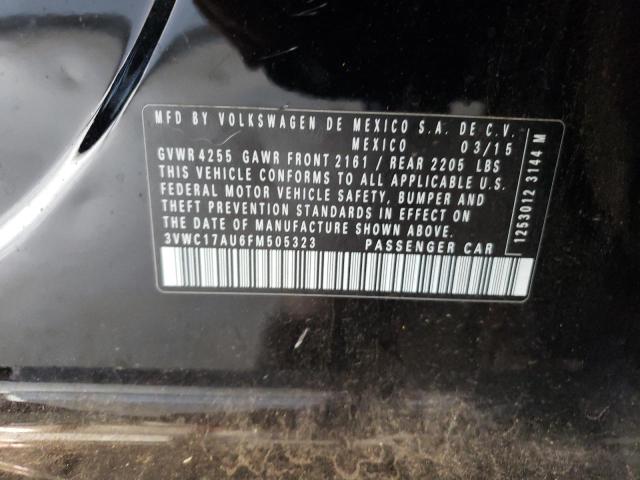 MFD BY VOLKSWAGEN DE MEXICO S.A. DE C.V.
MEXICO 03/15
GVWR 4255 GAWR FRONT 2161 / REAR 2205 LBS
THIS VEHICLE CONFORMS TO ALL APPLICABLE U.S.
FEDERAL MOTOR VEHICLE SAFETY, BUMPER AND
THEFT PREVENTION STANDARDS IN EFFECT ON
THE DATE OF MANUFACTURE SHOWN ABOVE.
3VWC17AU6FM505323 PASSENGER CAR
1253012 3144 M